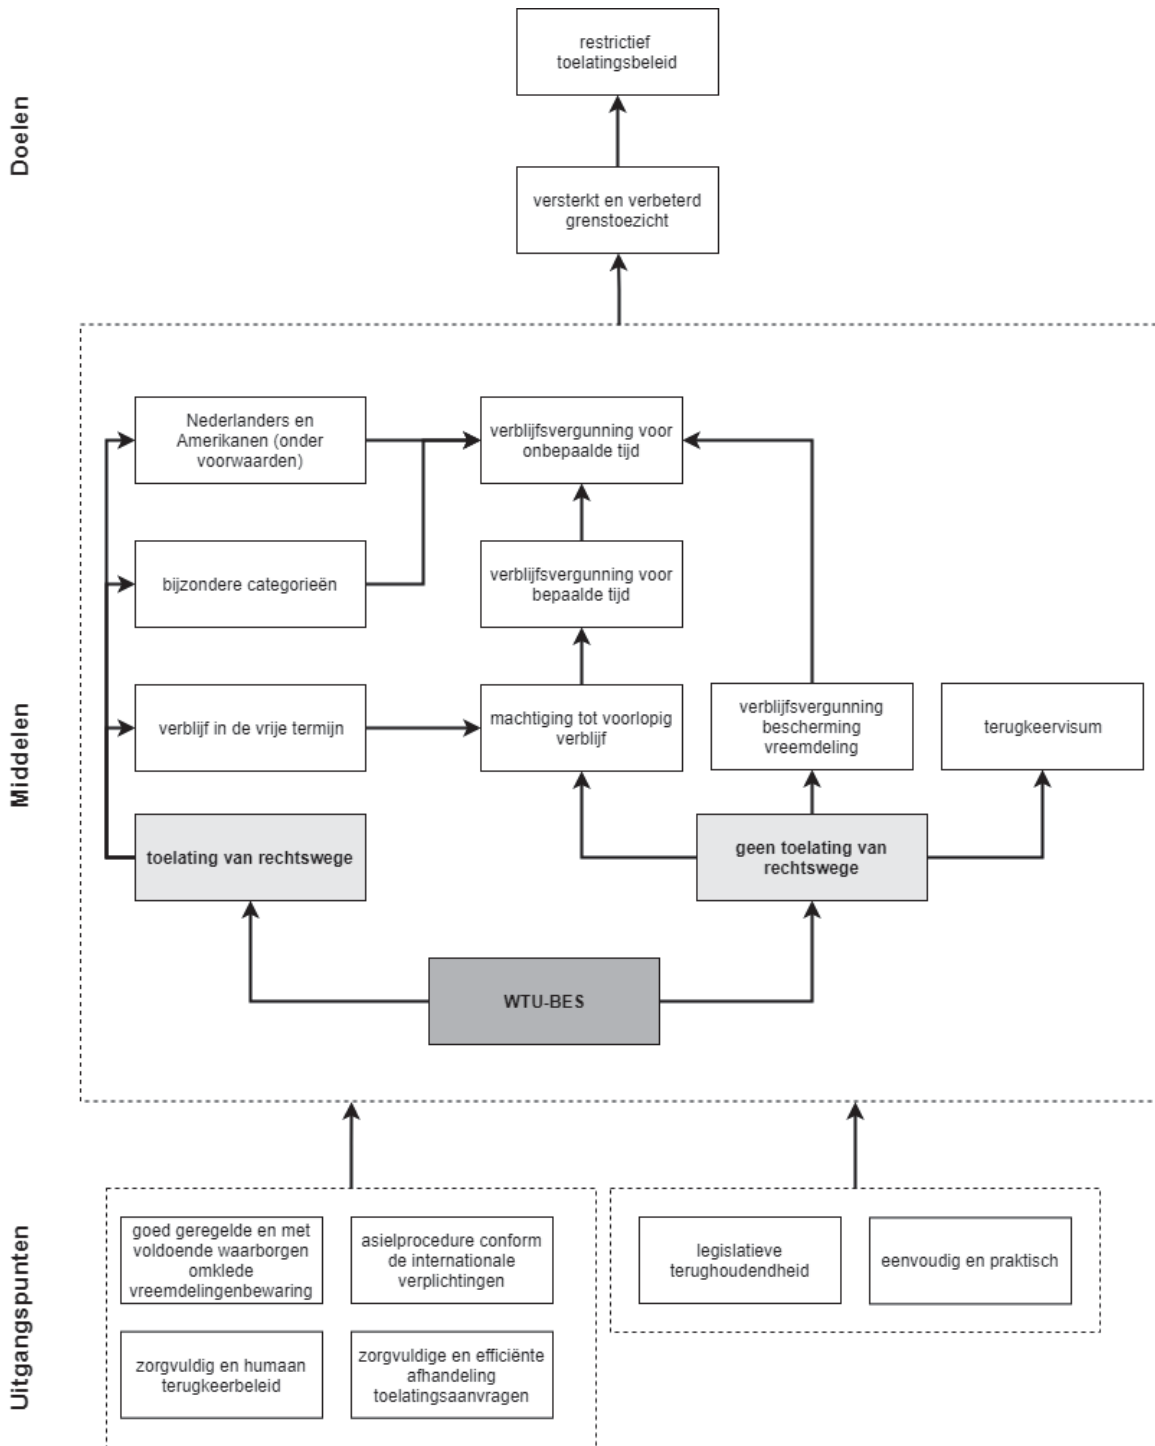 Doelen
restrictief
toelatingsbeleid
versterkt en verbeterd
grenstoezicht
Middelen
Nederlanders en
Amerikanen (onder
voorwaarden)
verblijfsvergunning voor
onbepaalde tijd
bijzondere categorieën
verblijfsvergunning voor
bepaalde tijd
verblijf in de vrije termijn
machtiging tot voorlopig
verblijf
verblijfsvergunning
bescherming
vreemdeling
terugkeervisum
toelating van rechtswege
geen toelating van
rechtswege
WTU-BES
Uitgangspunten
goed geregelde en met
voldoende waarborgen
omklede
vreemdelingenbewaring
asielprocedure conform
de internationale
verplichtingen
legislatieve
terughoudendheid
eenvoudig en praktisch
zorgvuldig en humaan
terugkeerbeleid
zorgvuldige en efficiënte
afhandeling
toelatingsaanvragen